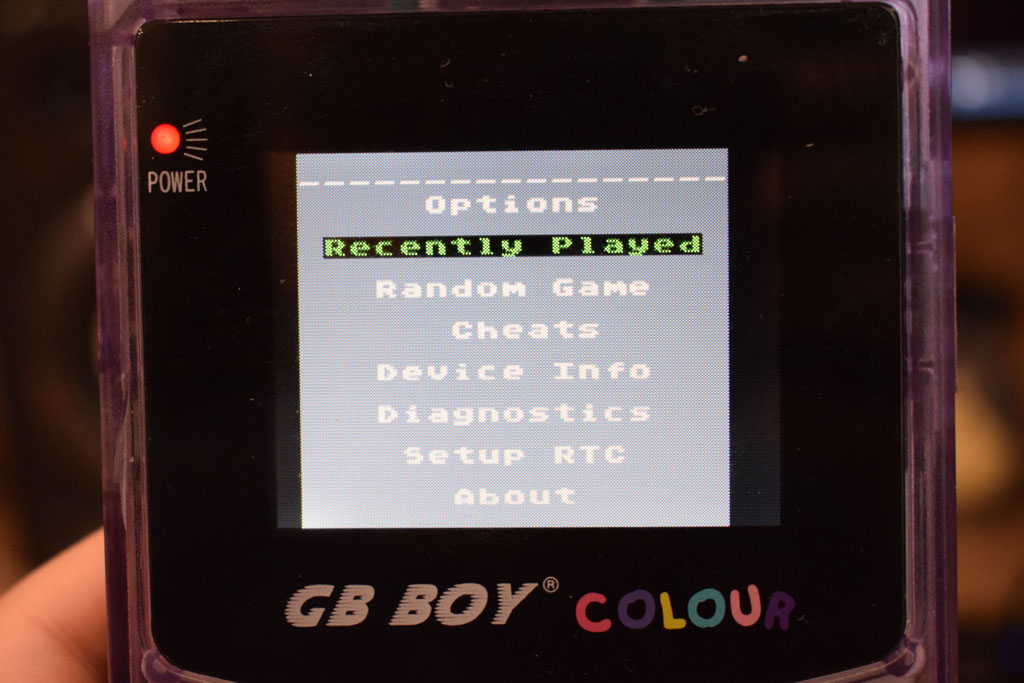 POWER
Options
Recently Played
Random Game
Cheats
Device Info
Diagnostics
Setup RTC
About
GB BOY® COLOUR